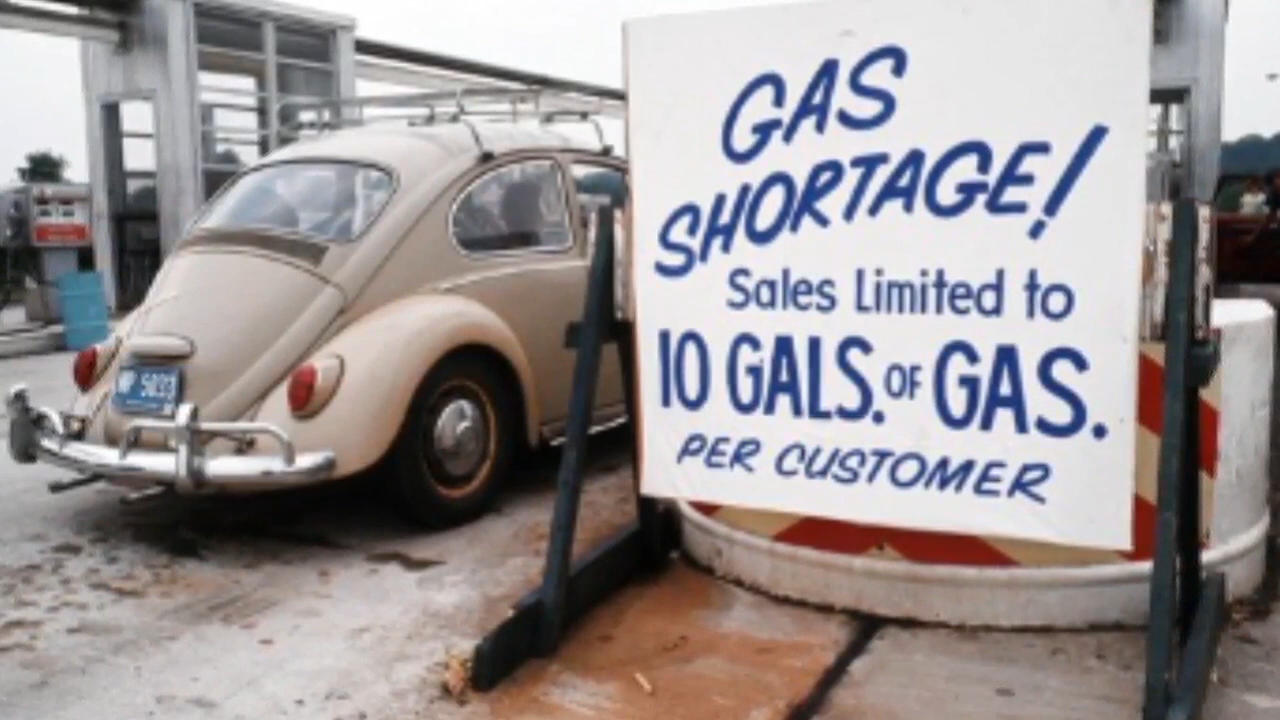 GAS
SHORTAGE!
Sales Limited to
10 GALS. OF GAS.
PER CUSTOMER